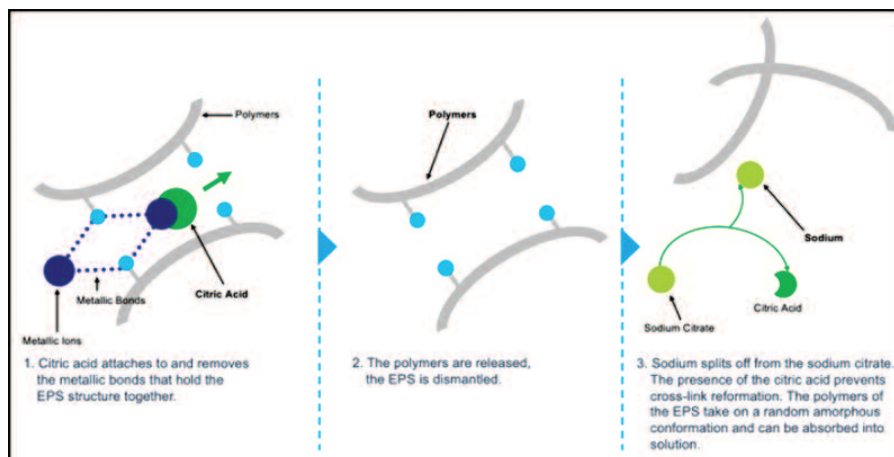 Polymers
Citric Acid
Metallic Bonds
Metallic Ions
1. Citric acid attaches to and removes
the metallic bonds that hold the
EPS structure together.
Polymers
2. The polymers are released,
the EPS is dismantled.
Sodium
Sodium Citrate
Citric Acid
3. Sodium splits off from the sodium citrate.
The presence of the citric acid prevents
cross-link reformation. The polymers of
the EPS take on a random amorphous
conformation and can be absorbed into
solution.